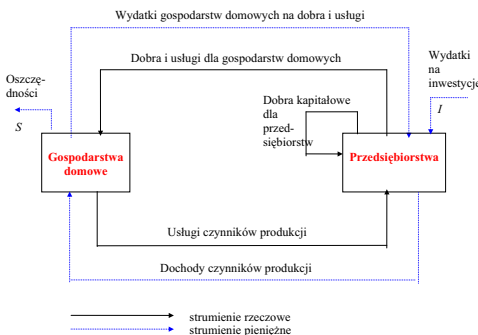 Wydatki gospodarstw domowych na dobra i usługi
Dobra i usługi dla gospodarstw domowych
Wydatki
na
inwestycje
Oszczę-
dności
S
I
Dobra kapitałowe
dla
przed-
siębiorstw
Gospodarstwa
domowe
Przedsiębiorstwa
Usługi czynników produkcji
Dochody czynników produkcji
strumienie rzeczowe
strumienie pieniężne